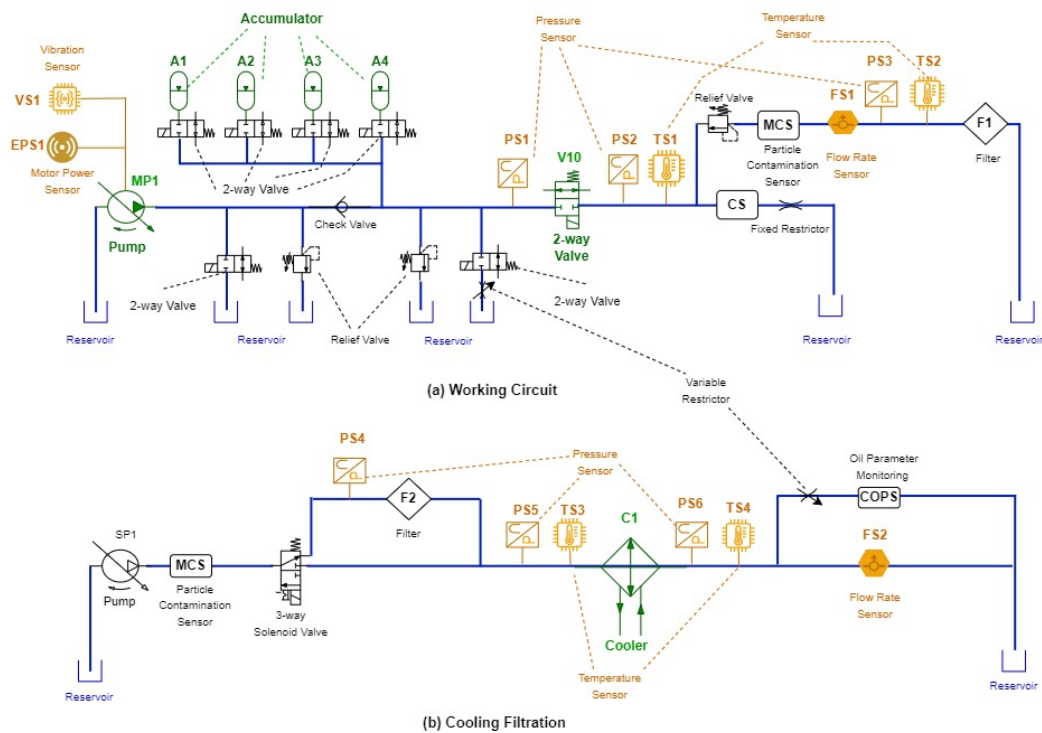 Accumulator
A1
A2
A3
A4
Vibration
Sensor
VS1
EPS1
Motor Power
Sensor
MP1
Pump
2-way Valve
Check Valve
Pressure
Sensor
Temperature
Sensor
PS1
PS2
TS1
V10
2-way
Valve
Relief Valve
MCS
Particle
Contamination
Sensor
FS1
Flow Rate
Sensor
PS3
TS2
F1
Filter
CS
Fixed Restrictor
2-way Valve
Relief Valve
2-way Valve
Reservoir
Reservoir
Reservoir
Reservoir
Reservoir
(a) Working Circuit
Variable
Restrictor
PS4
F2
Filter
Pressure
Sensor
Oil Parameter
Monitoring
COPS
SP1
Pump
MCS
Particle
Contamination
Sensor
3-way
Solenoid Valve
PS5
TS3
C1
Cooler
PS6
TS4
FS2
Flow Rate
Sensor
Temperature
Sensor
Reservoir
Reservoir
(b) Cooling Filtration